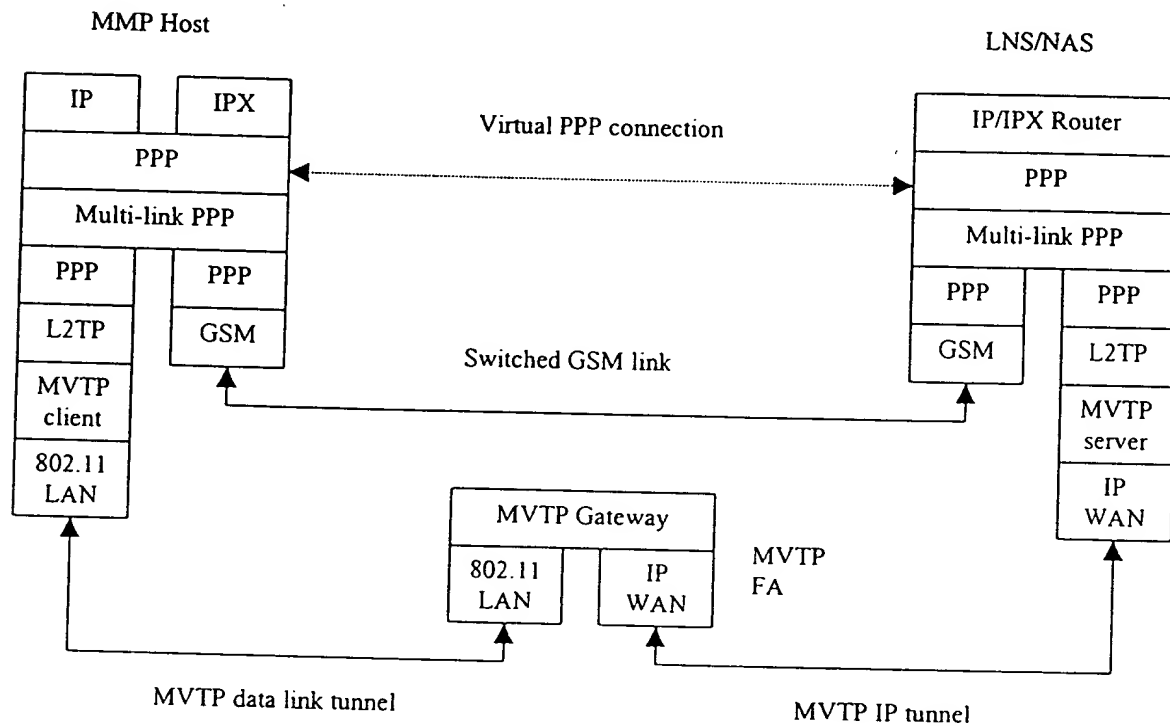 MMP Host
LNS/NAS
IP
IPX
PPP
Multi-link PPP
PPP
PPP
L2TP
GSM
MVTP
client
802.11
LAN
Virtual PPP connection
IP/IPX Router
PPP
Multi-link PPP
PPP
PPP
GSM
L2TP
MVTP
server
IP
WAN
Switched GSM link
MVTP Gateway
802.11
LAN
IP
WAN
MVTP
FA
MVTP data link tunnel
MVTP IP tunnel